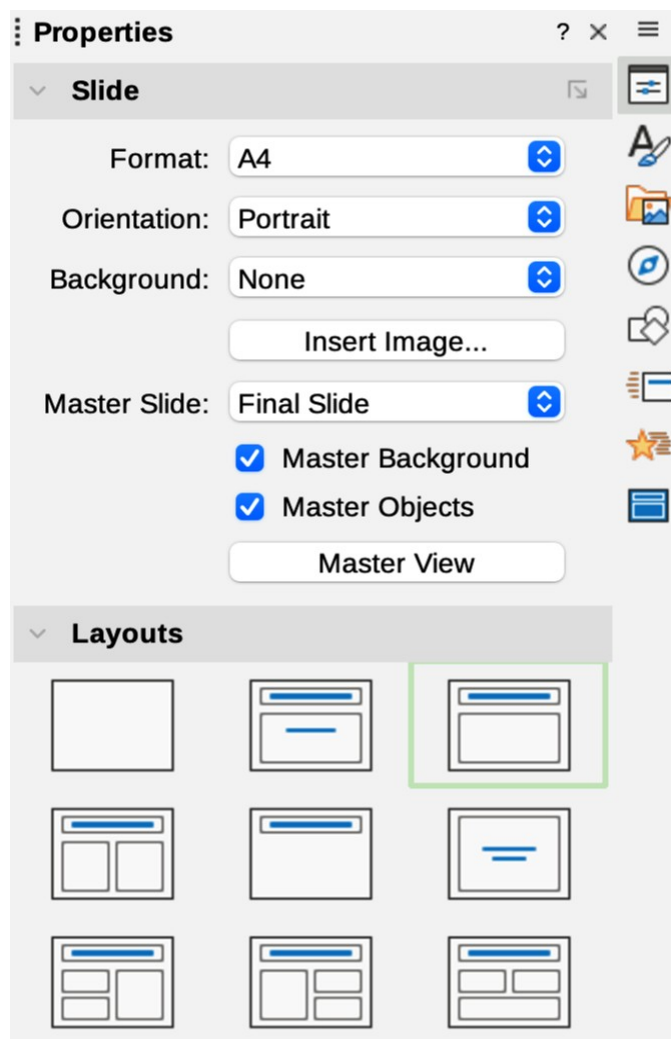 Properties ?
Slide
Format: A4
Orientation: Portrait
Background: None
Insert Image...
Master Slide: Final Slide
Master Background
Master Objects
Master View
Layouts